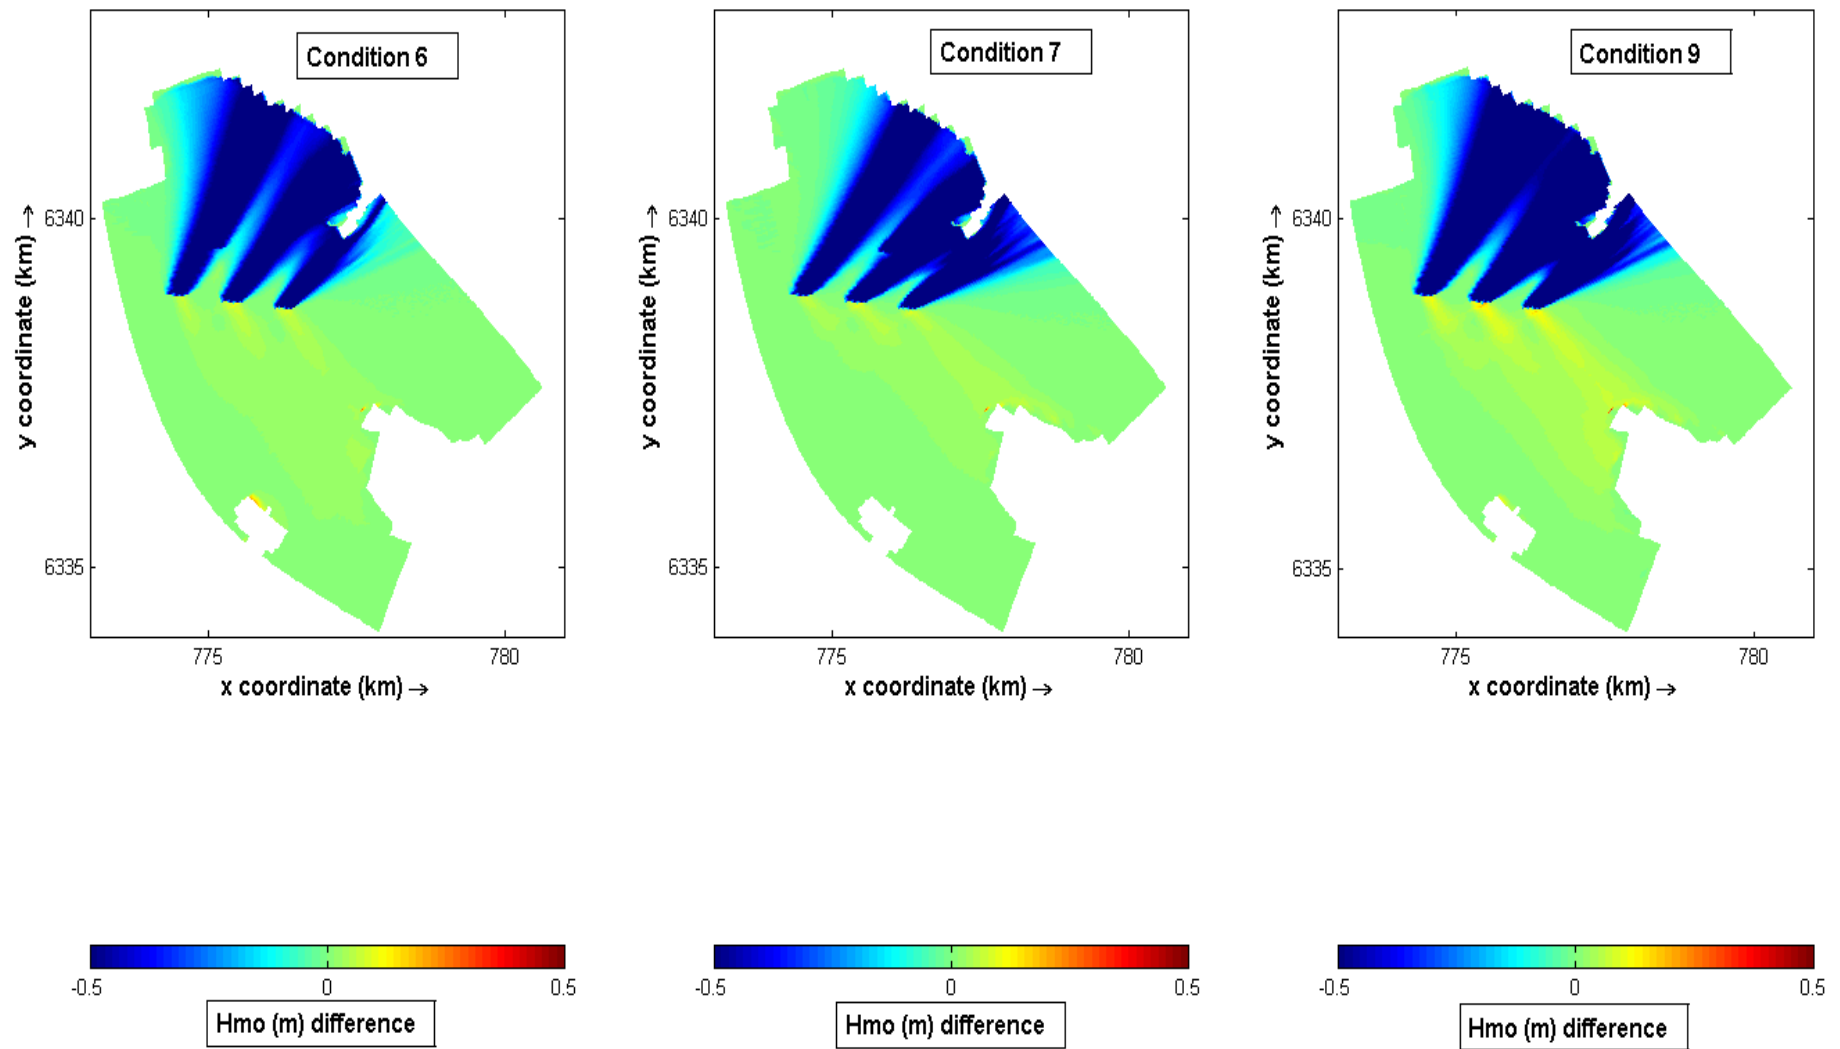 Condition 6
6340
6335
y coordinate (km) →
775 780
x coordinate (km) →
-0.5 0 0.5
Hmo (m) difference
Condition 7
6340
6335
y coordinate (km) →
775 780
x coordinate (km) →
-0.5 0 0.5
Hmo (m) difference
Condition 9
6340
6335
y coordinate (km) →
775 780
x coordinate (km) →
-0.5 0 0.5
Hmo (m) difference